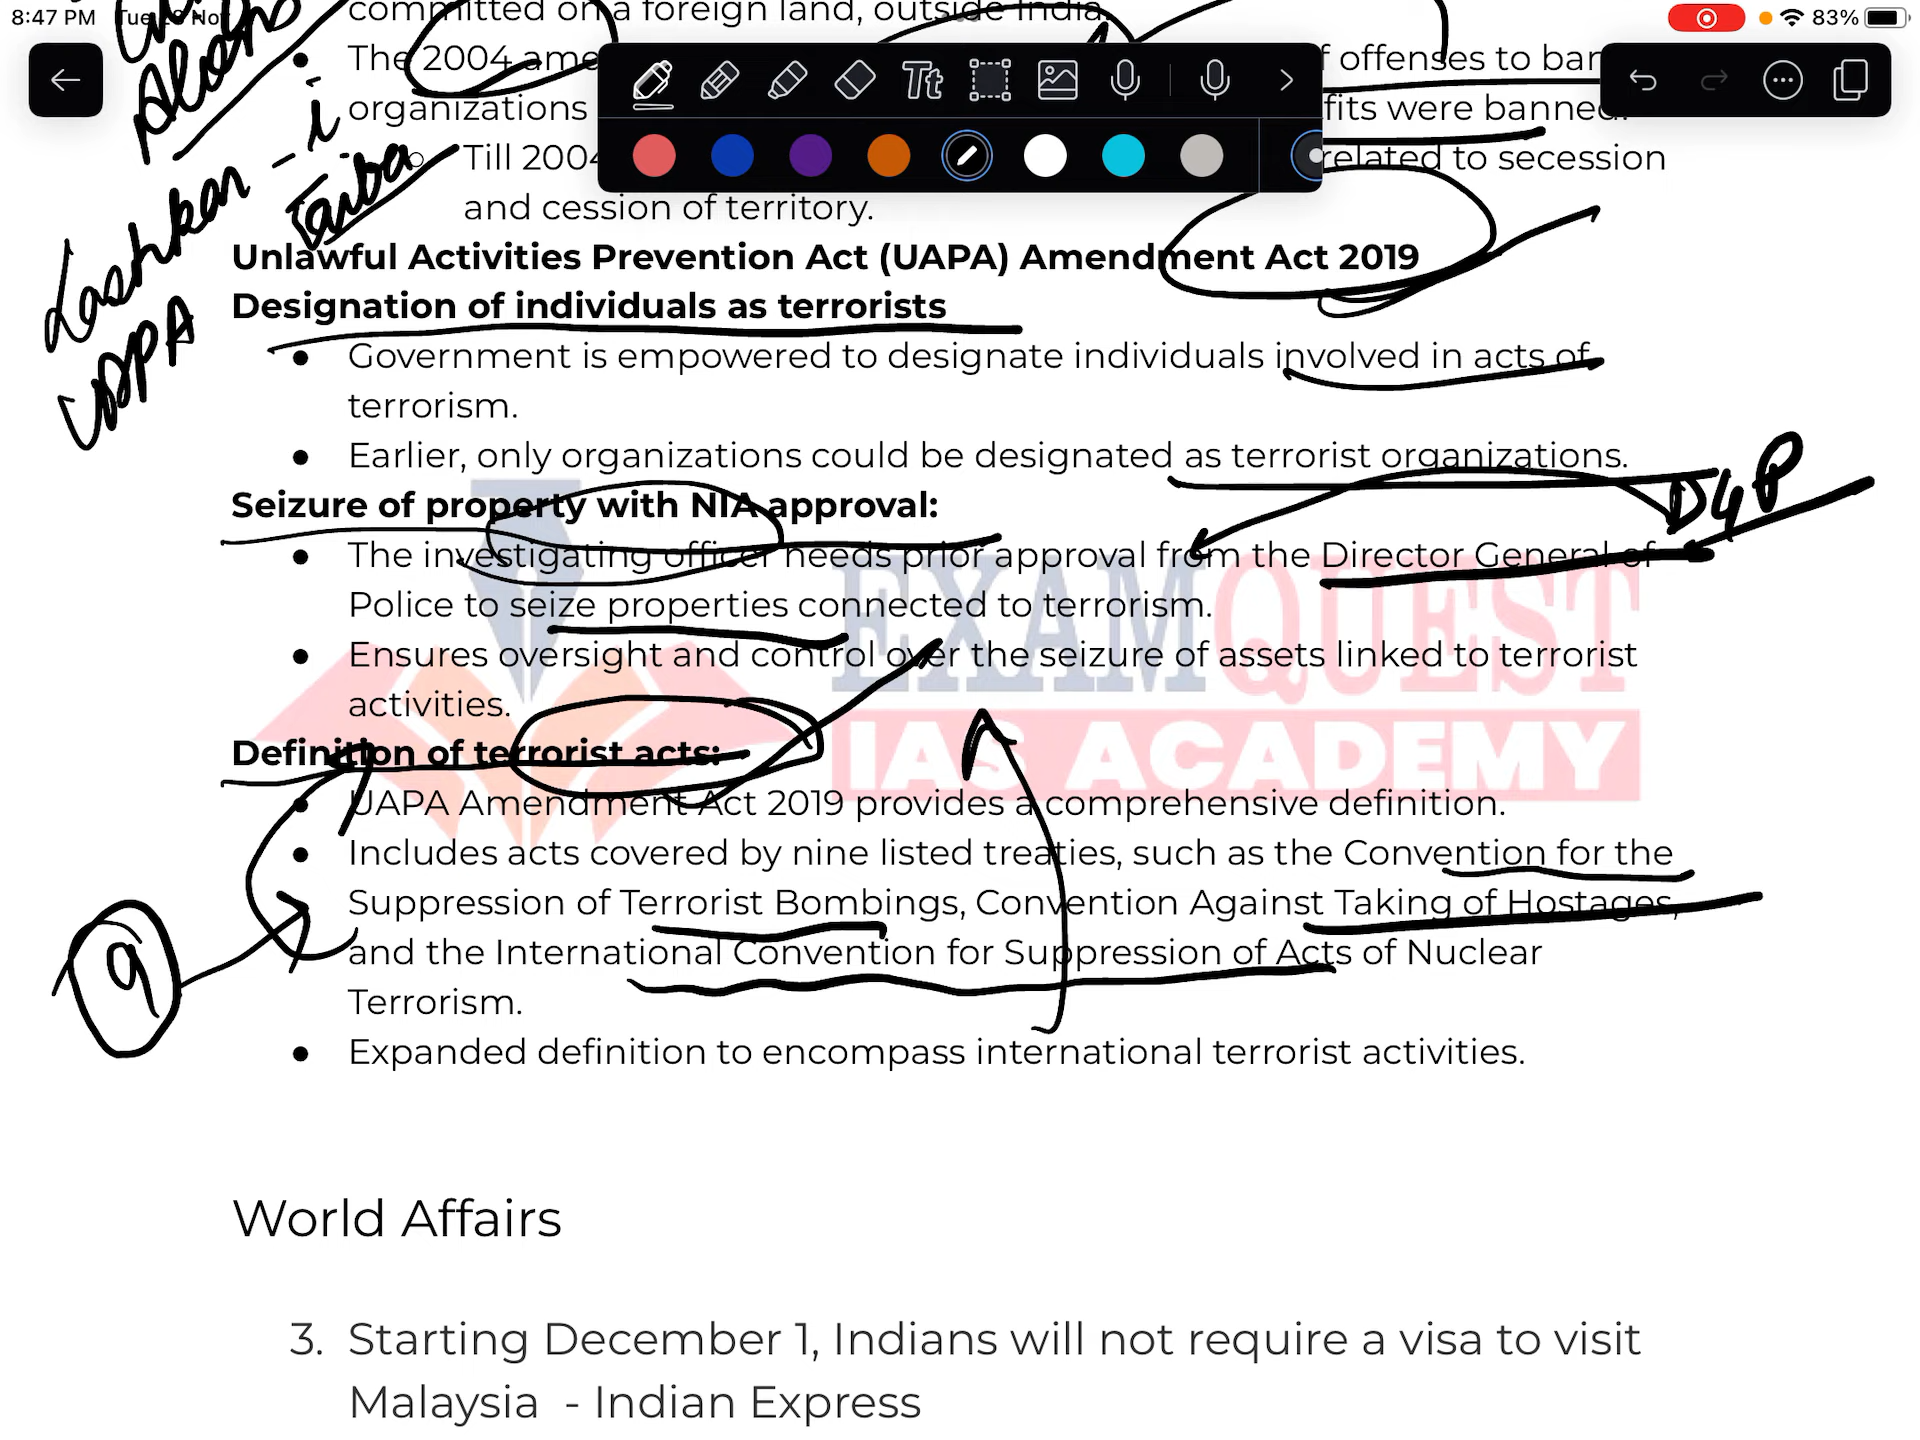 8:47 PM Tue 28 Nov
83%
committed on a foreign land, outside India.
The 2004 ame
f offenses to ban
organizations
fits were banned.
Tt
Till 2004
related to secession
and cession of territory.
Lashkar - i
Taiba
UAPA
Unlawful Activities Prevention Act (UAPA) Amendment Act 2019
Designation of individuals as terrorists
Government is empowered to designate individuals involved in acts of
terrorism.
Earlier, only organizations could be designated as terrorist organizations.
DGP
Seizure of property with NIA approval:
The investigating officer needs prior approval from the Director General of
Police to seize properties connected to terrorism.
Ensures oversight and control over the seizure of assets linked to terrorist
activities.
EXAMQUEST
IAS ACADEMY
Definition of terrorist acts:
UAPA Amendment Act 2019 provides a comprehensive definition.
Includes acts covered by nine listed treaties, such as the Convention for the
Suppression of Terrorist Bombings, Convention Against Taking of Hostages,
9
and the International Convention for Suppression of Acts of Nuclear
Terrorism.
Expanded definition to encompass international terrorist activities.
World Affairs
3. Starting December 1, Indians will not require a visa to visit
Malaysia - Indian Express